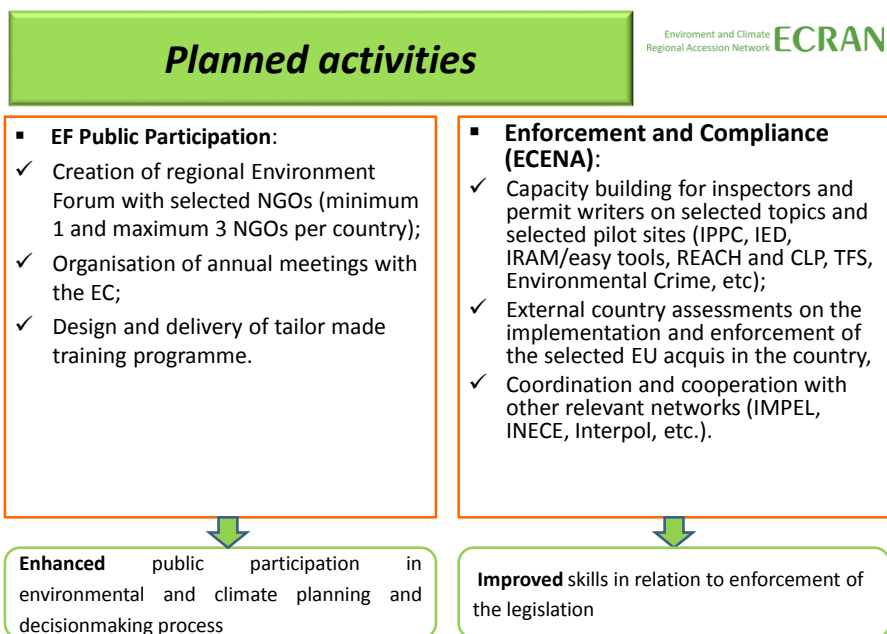 Planned activities
Enviroment and Climate
Regional Accession Network
ECRAN
▪ EF Public Participation:
✓ Creation of regional Environment
Forum with selected NGOs (minimum
1 and maximum 3 NGOs per country);
✓ Organisation of annual meetings with
the EC;
✓ Design and delivery of tailor made
training programme.
▪ Enforcement and Compliance
(ECENA):
✓ Capacity building for inspectors and
permit writers on selected topics and
selected pilot sites (IPPC, IED,
IRAM/easy tools, REACH and CLP, TFS,
Environmental Crime, etc);
✓ External country assessments on the
implementation and enforcement of
the selected EU acquis in the country,
✓ Coordination and cooperation with
other relevant networks (IMPEL,
INECE, Interpol, etc.).
Enhanced public participation in
environmental and climate planning and
decisionmaking process
Improved skills in relation to enforcement of
the legislation